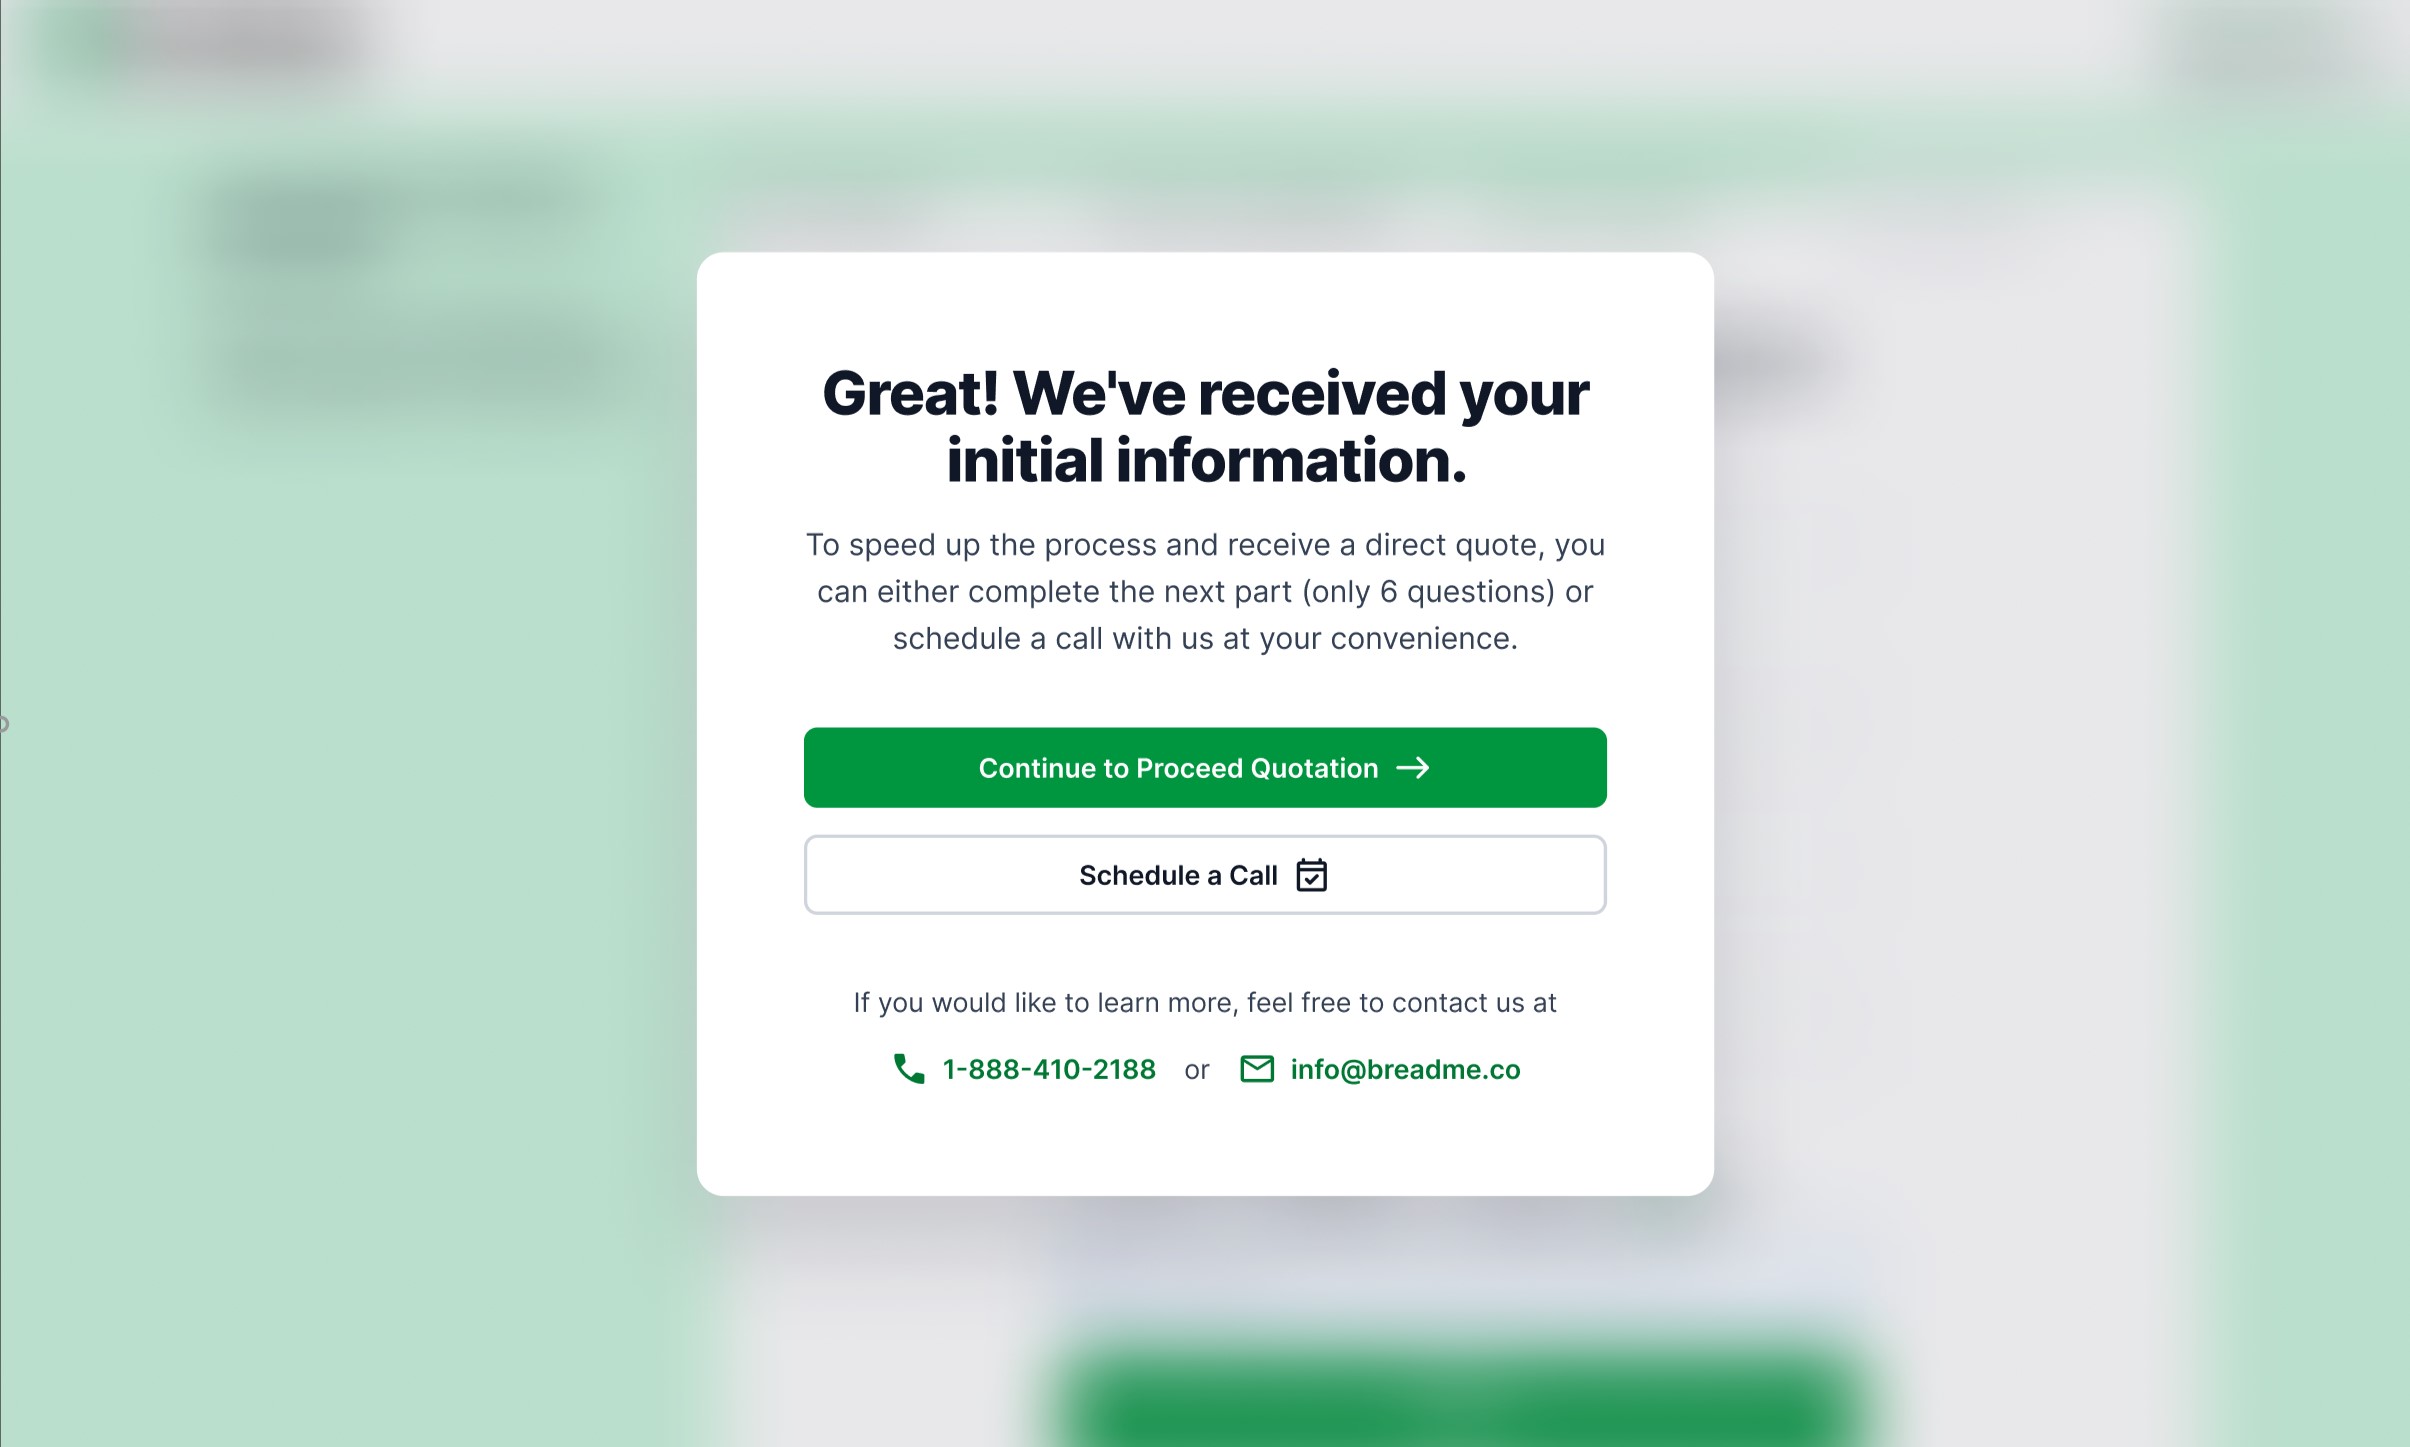 Great! We've received your
initial information.
To speed up the process and receive a direct quote, you
can either complete the next part (only 6 questions) or
schedule a call with us at your convenience.
Continue to Proceed Quotation
Schedule a Call
If you would like to learn more, feel free to contact us at
1-888-410-2188 or info@breadme.co